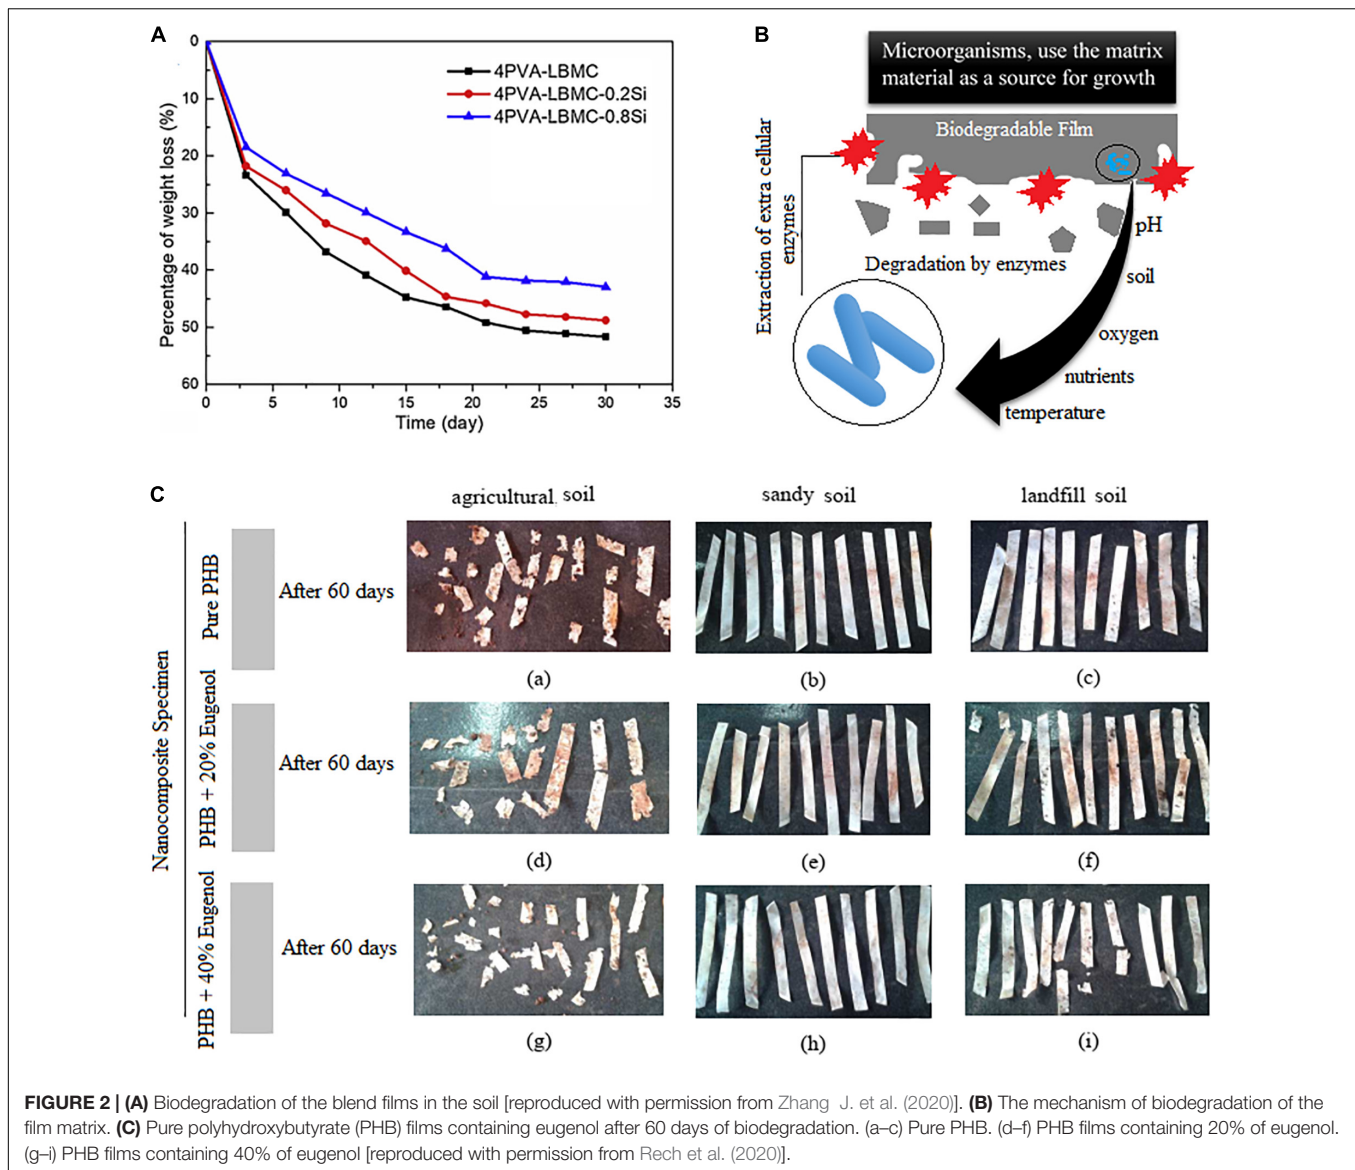 A
0
10
20
30
40
50
60
Percentage of weight loss (%)
4PVA-LBMC
4PVA-LBMC-0.2Si
4PVA-LBMC-0.8Si
0 5 10 15 20 25 30 35
Time (day)
B
Microorganisms, use the matrix
material as a source for growth
Biodegradable Film
Extraction of extra cellular
enzymes
Degradation by enzymes
pH
soil
oxygen
nutrients
temperature
C
agricultural soil
sandy soil
landfill soil
Nanocomposite Specimen
Pure PHB
After 60 days
(a)
(b)
(c)
PHB + 20% Eugenol
After 60 days
(d)
(e)
(f)
PHB + 40% Eugenol
After 60 days
(g)
(h)
(i)
FIGURE 2 | (A) Biodegradation of the blend films in the soil [reproduced with permission from Zhang J. et al. (2020)]. (B) The mechanism of biodegradation of the
film matrix. (C) Pure polyhydroxybutyrate (PHB) films containing eugenol after 60 days of biodegradation. (a–c) Pure PHB. (d–f) PHB films containing 20% of eugenol.
(g–i) PHB films containing 40% of eugenol [reproduced with permission from Rech et al. (2020)].